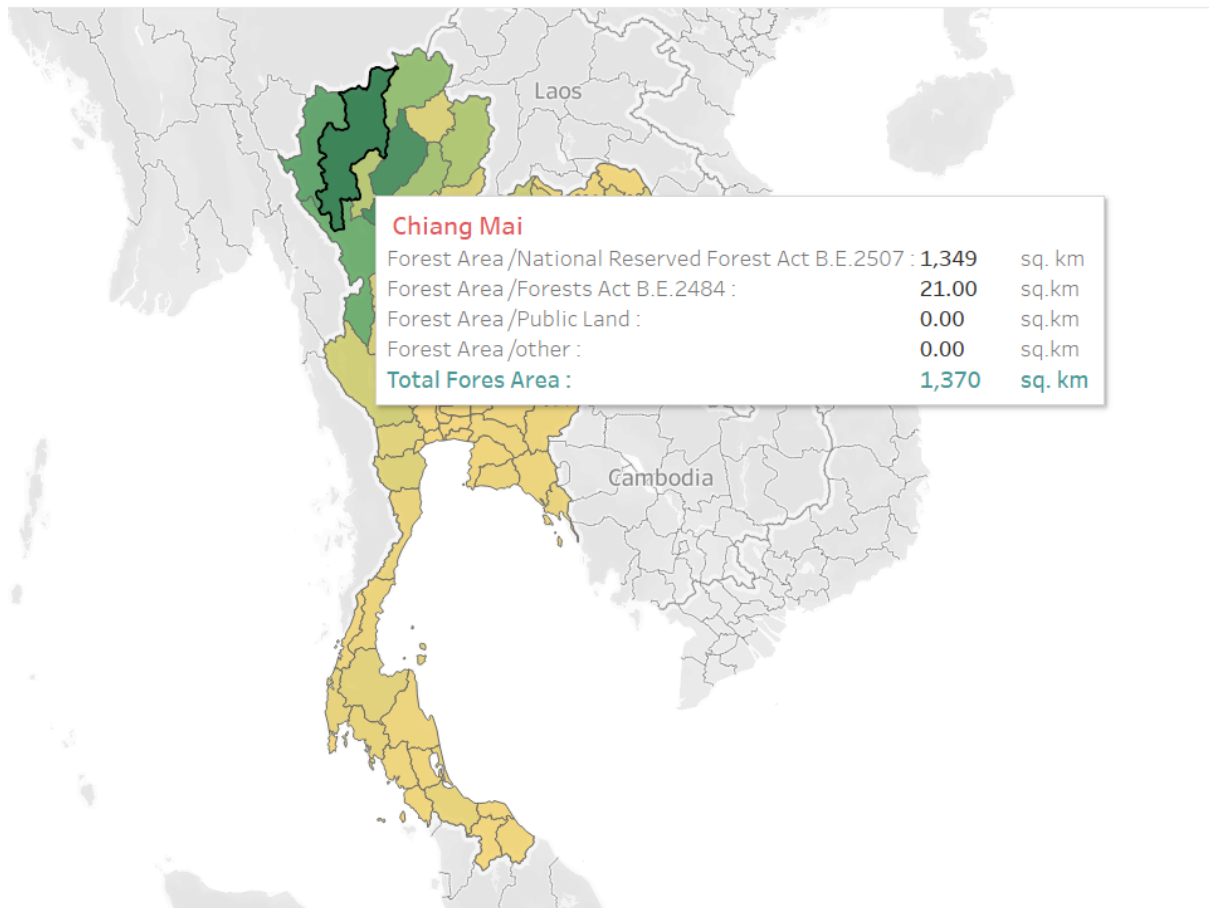 Laos
Chiang Mai
Forest Area /National Reserved Forest Act B.E.2507 : 1,349 sq. km
Forest Area /Forests Act B.E.2484 : 21.00 sq.km
Forest Area /Public Land : 0.00 sq.km
Forest Area /other : 0.00 sq.km
Total Fores Area : 1,370 sq. km
Cambodia